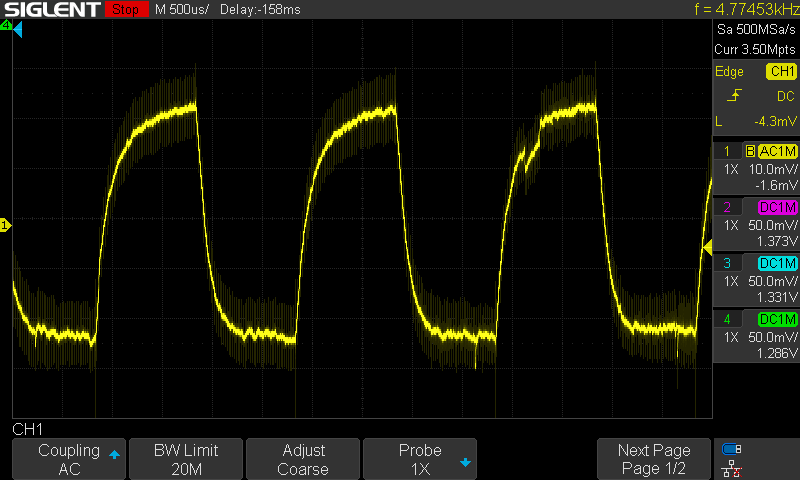 SIGLENT Stop M 500us/ Delay:-158ms f = 4.77453kHz
Sa 500MSa/s
Curr 3.50Mpts
4
Edge CH1
DC
L -4.3mV
1 B AC1M
1X 10.0mV/
-1.6mV
2 DC1M
1X 50.0mV/
1.373V
3 DC1M
1X 50.0mV/
1.331V
4 DC1M
1X 50.0mV/
1.286V
1
CH1
Coupling
AC
BW Limit
20M
Adjust
Coarse
Probe
1X
Next Page
Page 1/2